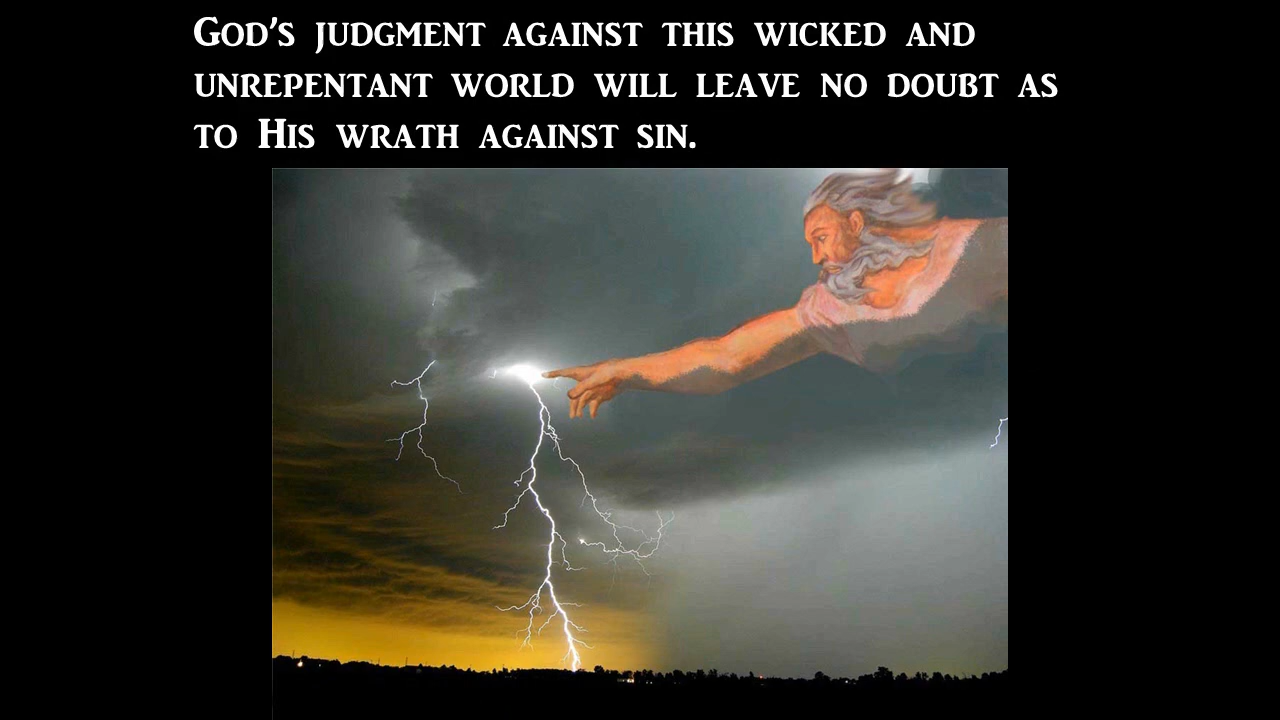 God's judgment against this wicked and
unrepentant world will leave no doubt as
to His wrath against sin.